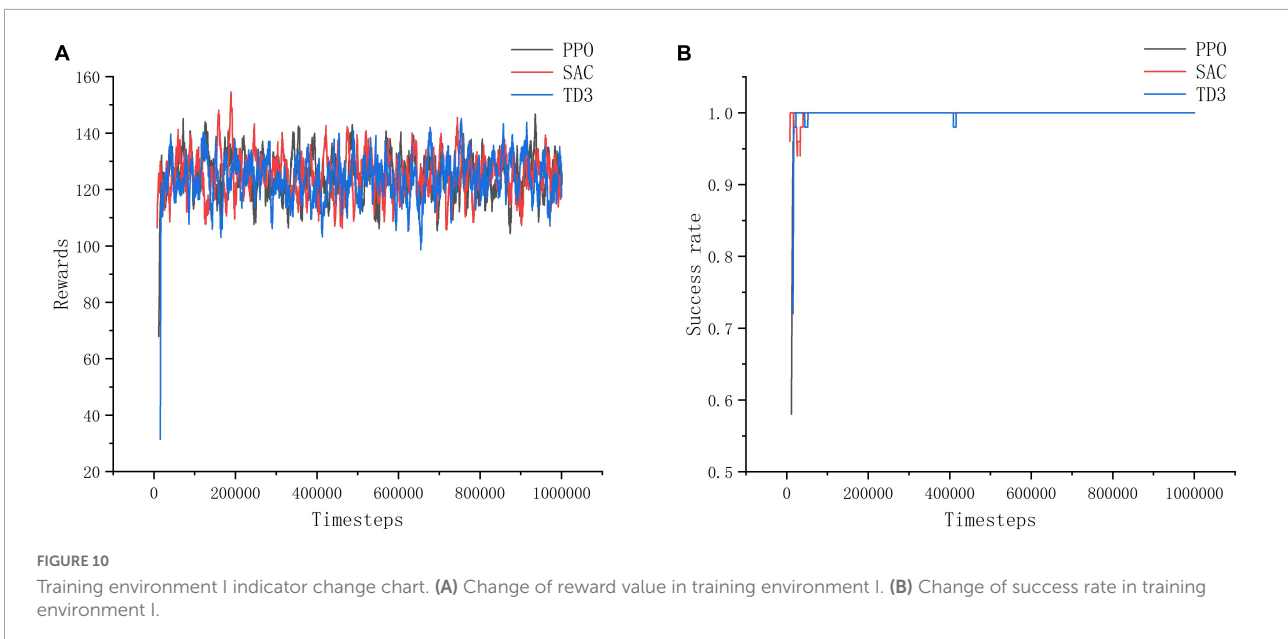 A
PPO
SAC
TD3
160
140
120
100
80
60
40
20
Rewards
0
200000
400000
600000
800000
1000000
Timesteps
B
PPO
SAC
TD3
1.0
0.9
0.8
0.7
0.6
0.5
Success rate
0
200000
400000
600000
800000
1000000
Timesteps
FIGURE 10
Training environment I indicator change chart. (A) Change of reward value in training environment I. (B) Change of success rate in training
environment I.